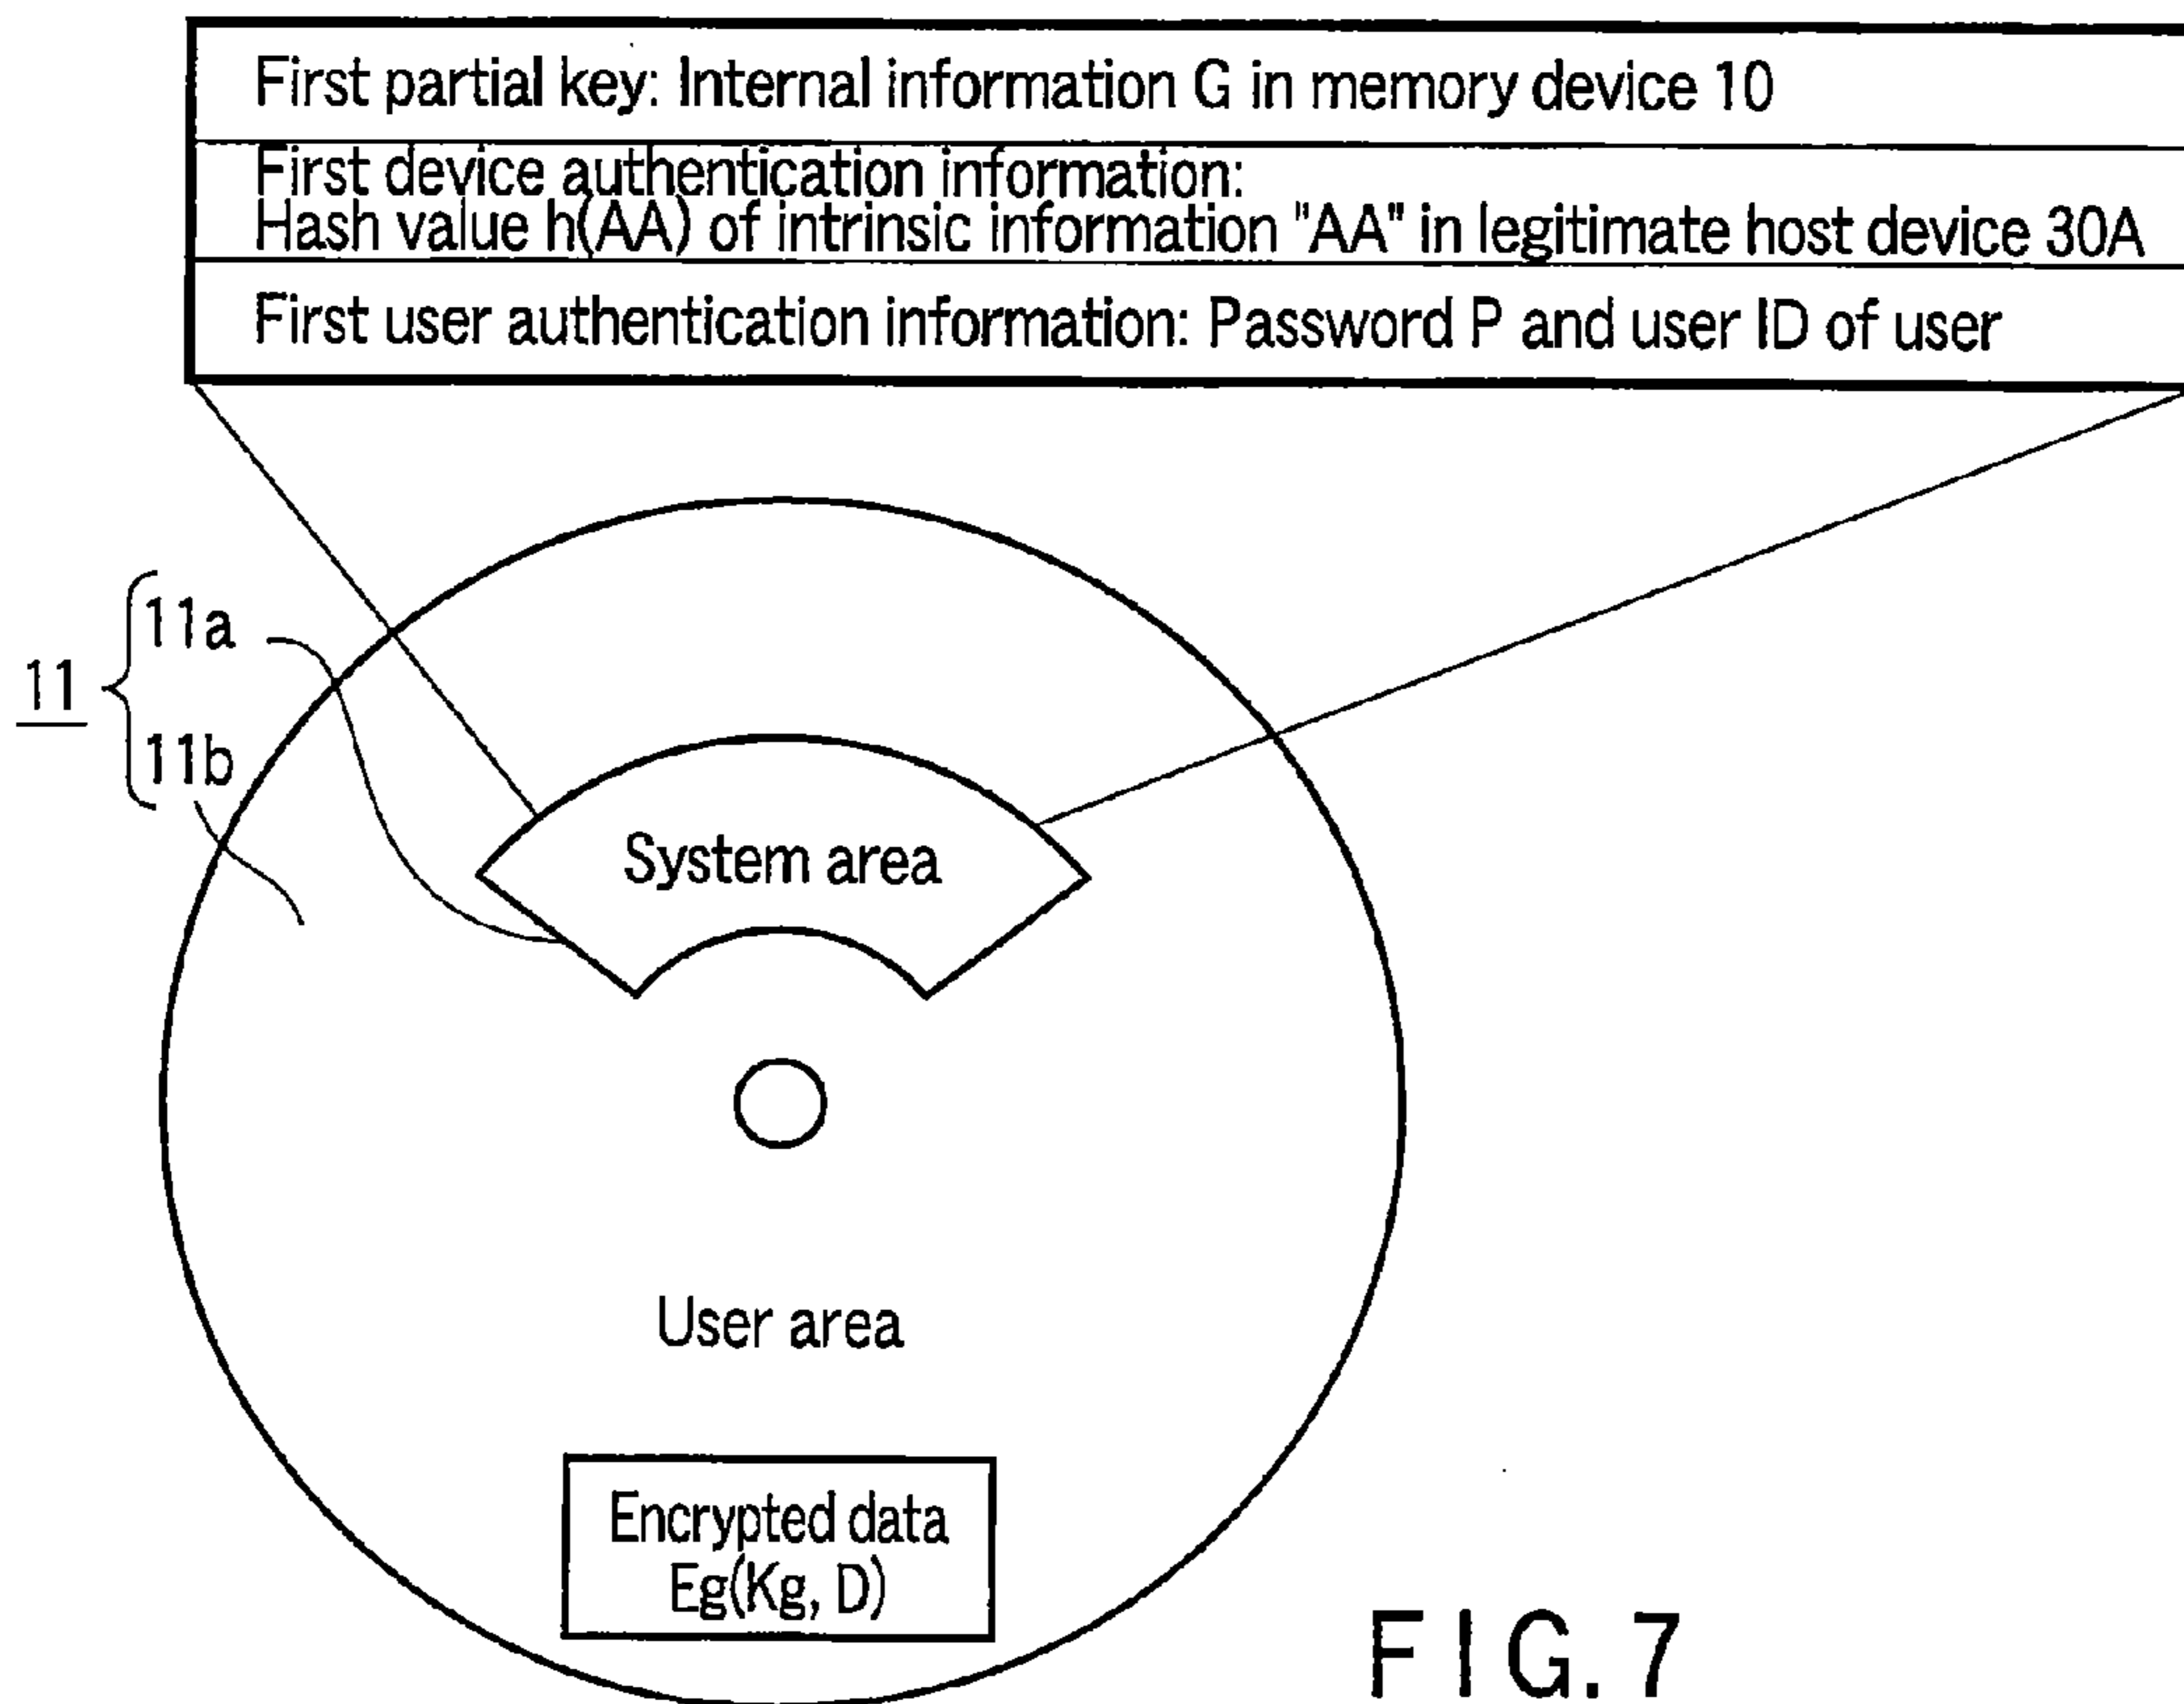 First partial key: Internal information G in memory device 10
First device authentication information:
Hash value h(AA) of intrinsic information "AA" in legitimate host device 30A
First user authentication information: Password P and user ID of user
11a
11
11b
System area
User area
Encrypted data
Eg(Kg, D)
FIG. 7